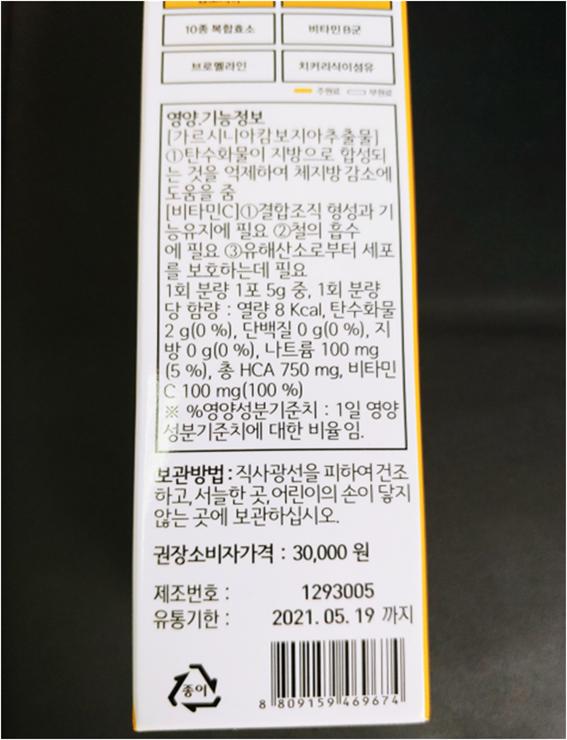 10종 복합효소 비타민 B군
브로멜라인 치커리식이섬유
주원료 부원료
영양.기능정보
[가르시니아캄보지아추출물]
①탄수화물이 지방으로 합성되
는 것을 억제하여 체지방 감소에
도움을 줌
[비타민C]①결합조직 형성과 기
능유지에 필요 ②철의 흡수
에 필요 ③유해산소로부터 세포
를 보호하는데 필요
1회 분량 1포 5g 중, 1회 분량
당 함량 : 열량 8 Kcal, 탄수화물
2 g(0 %), 단백질 0 g(0 %), 지
방 0 g(0 %), 나트륨 100 mg
(5 %), 총 HCA 750 mg, 비타민
C 100 mg(100 %)
※ %영양성분기준치 : 1일 영양
성분기준치에 대한 비율임.
보관방법 : 직사광선을 피하여 건조
하고, 서늘한 곳, 어린이의 손이 닿지
않는 곳에 보관하십시오.
권장소비자가격 : 30,000 원
제조번호 : 1293005
유통기한 : 2021. 05. 19 까지
종이
8 809159 469674